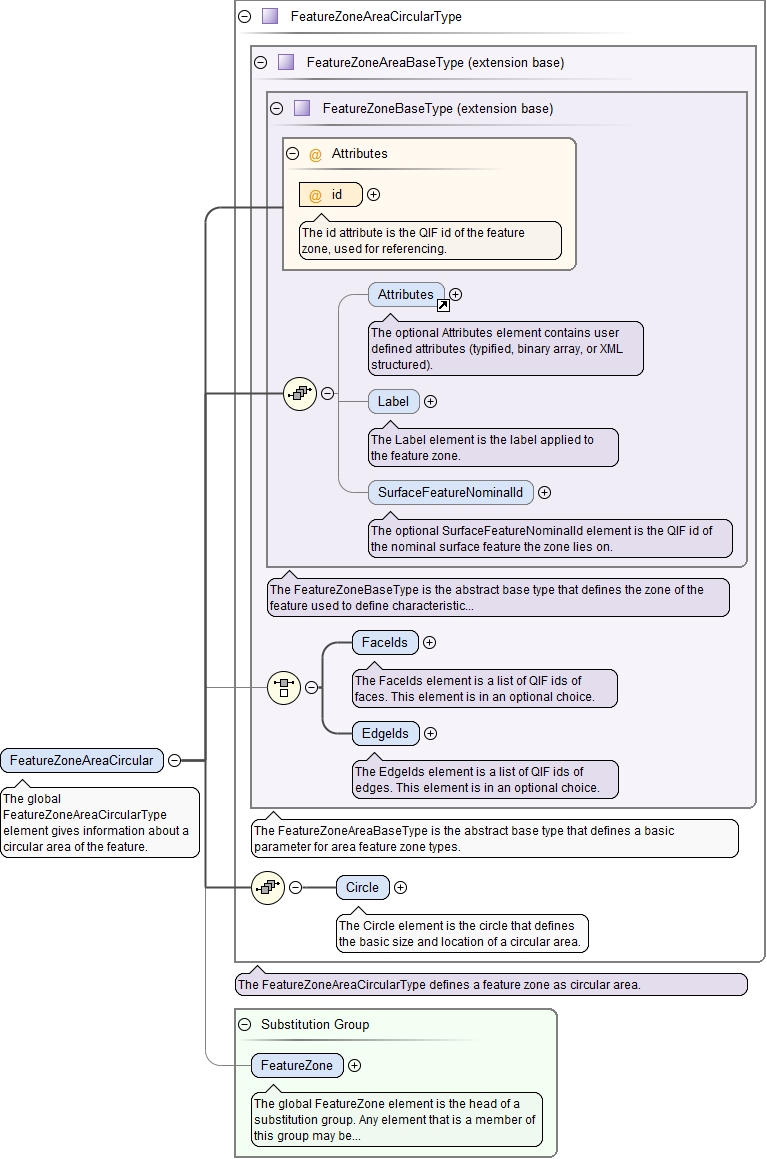 FeatureZoneAreaCircularType
FeatureZoneAreaBaseType (extension base)
FeatureZoneBaseType (extension base)
@ Attributes
@ id
The id attribute is the QIF id of the feature
zone, used for referencing.
Attributes
The optional Attributes element contains user
defined attributes (typified, binary array, or XML
structured).
Label
The Label element is the label applied to
the feature zone.
SurfaceFeatureNominalId
The optional SurfaceFeatureNominalId element is the QIF id of
the nominal surface feature the zone lies on.
The FeatureZoneBaseType is the abstract base type that defines the zone of the
feature used to define characteristic...
FaceIds
The FaceIds element is a list of QIF ids of
faces. This element is in an optional choice.
EdgeIds
The EdgeIds element is a list of QIF ids of
edges. This element is in an optional choice.
FeatureZoneAreaCircular
The global
FeatureZoneAreaCircularType
element gives information about a
circular area of the feature.
The FeatureZoneAreaBaseType is the abstract base type that defines a basic
parameter for area feature zone types.
Circle
The Circle element is the circle that defines
the basic size and location of a circular area.
The FeatureZoneAreaCircularType defines a feature zone as circular area.
Substitution Group
FeatureZone
The global FeatureZone element is the head of a
substitution group. Any element that is a member of
this group may be...